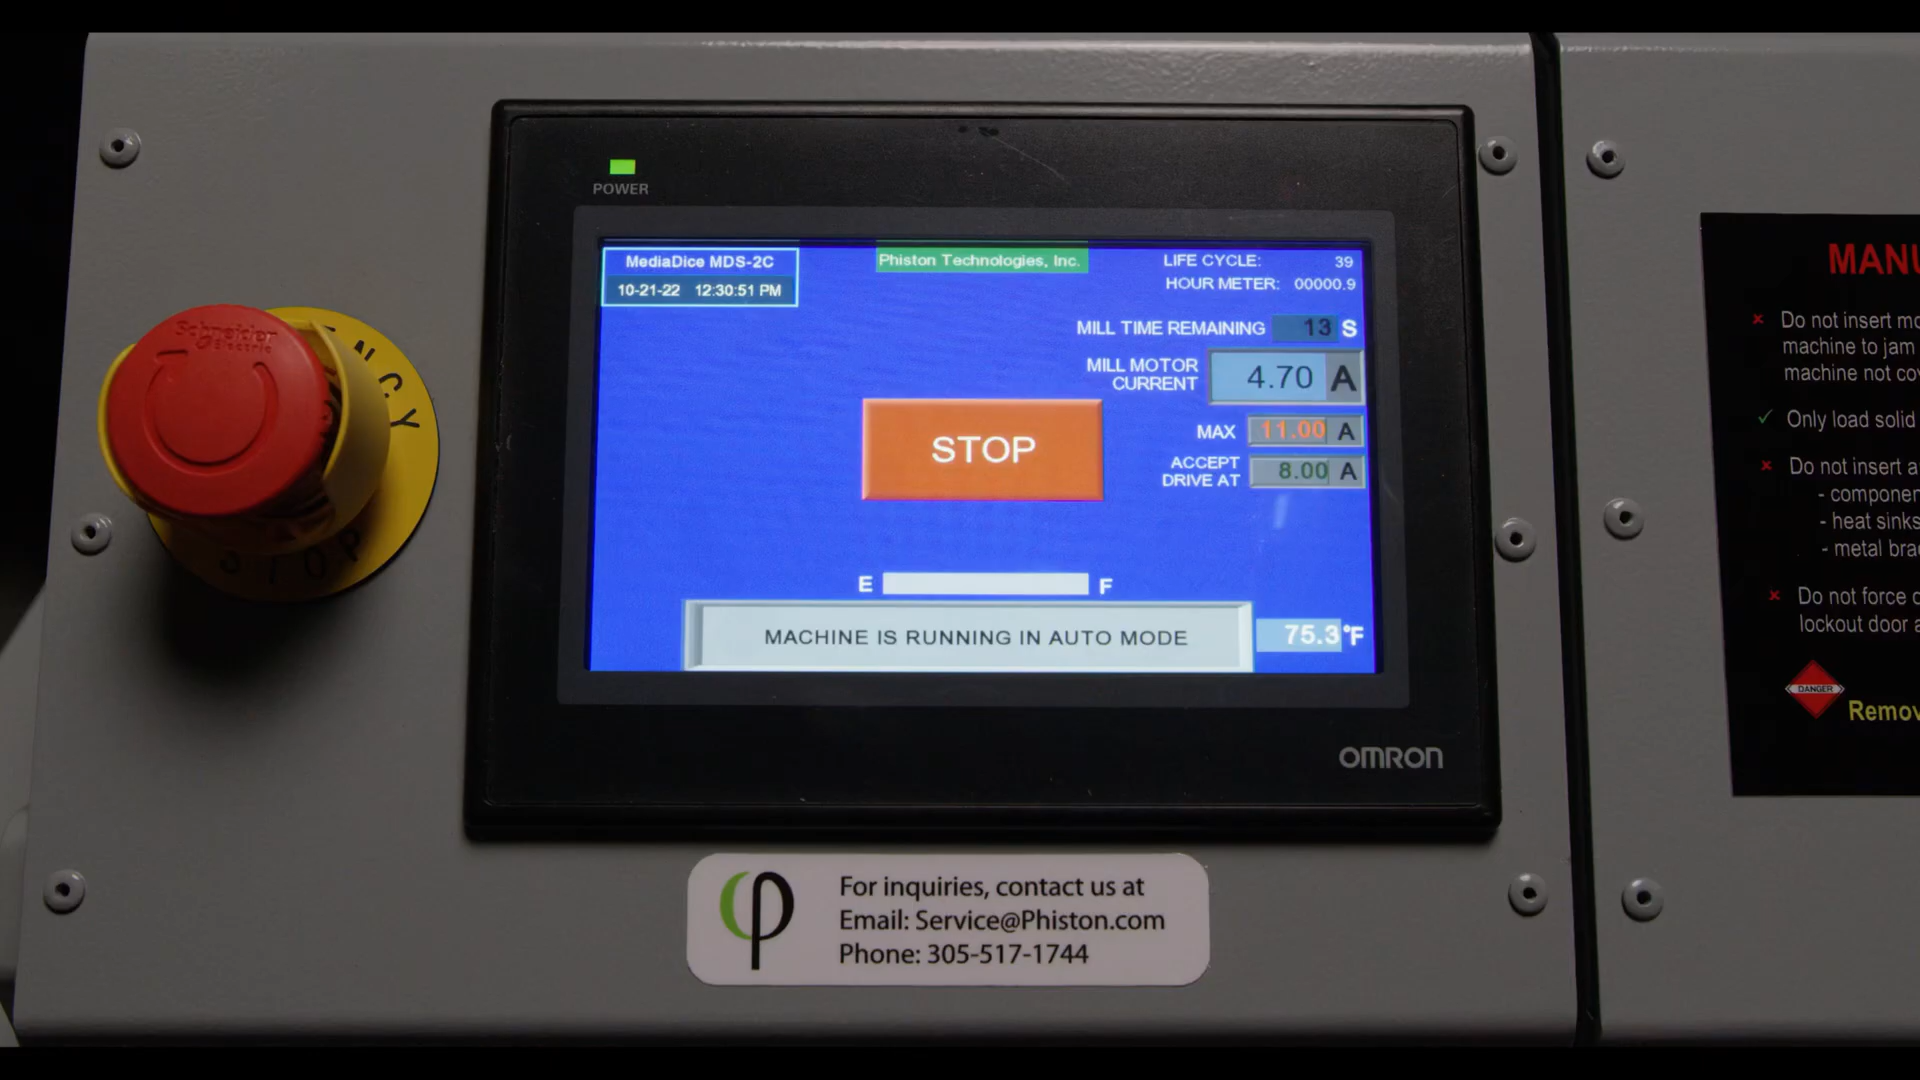 POWER
MediaDice MDS-2C
10-21-22 12:30:51 PM
Phiston Technologies, Inc.
LIFE CYCLE: 39
HOUR METER: 00000.9
MILL TIME REMAINING 13 S
MILL MOTOR
CURRENT
4.70 A
MAX 11.00 A
ACCEPT
DRIVE AT
8.00 A
STOP
E F
MACHINE IS RUNNING IN AUTO MODE
75.3°F
OMRON
Schneider
Electric
NCY
STOP
For inquiries, contact us at
Email: Service@Phiston.com
Phone: 305-517-1744
MANU
× Do not insert mo
machine to jam
machine not cov
✓ Only load solid
× Do not insert a
- componen
- heat sinks
- metal bra
× Do not force
lockout door a
DANGER
Remov